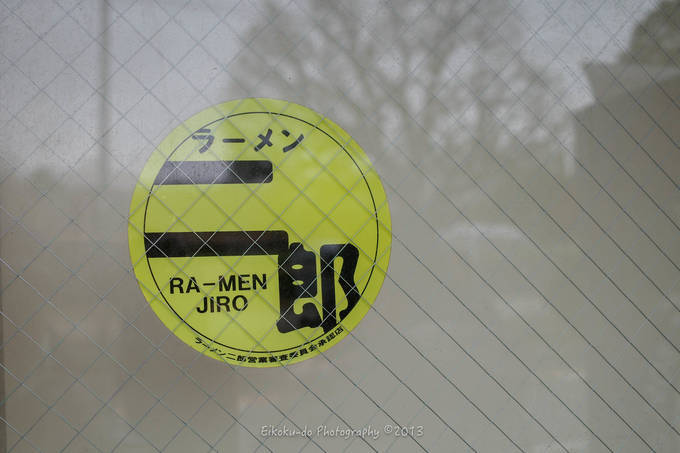 ラーメン
二郎
RA-MEN
JIRO
ラーメン二郎営業審査委員会承認店
Eikoku-do Photography ©2013